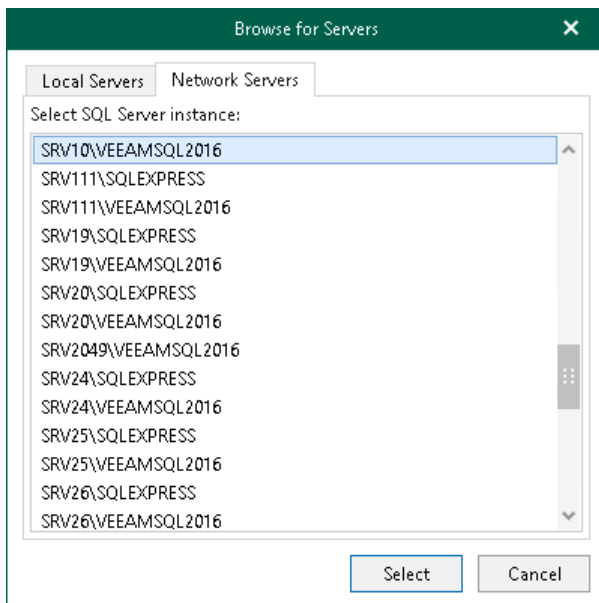 Browse for Servers
Local Servers Network Servers
Select SQL Server instance:
SRV10\VEEAMSQL2016
SRV111\SQLEXPRESS
SRV111\VEEAMSQL2016
SRV19\SQLEXPRESS
SRV19\VEEAMSQL2016
SRV20\SQLEXPRESS
SRV20\VEEAMSQL2016
SRV2049\VEEAMSQL2016
SRV24\SQLEXPRESS
SRV24\VEEAMSQL2016
SRV25\SQLEXPRESS
SRV25\VEEAMSQL2016
SRV26\SQLEXPRESS
SRV26\VEEAMSQL2016
Select Cancel